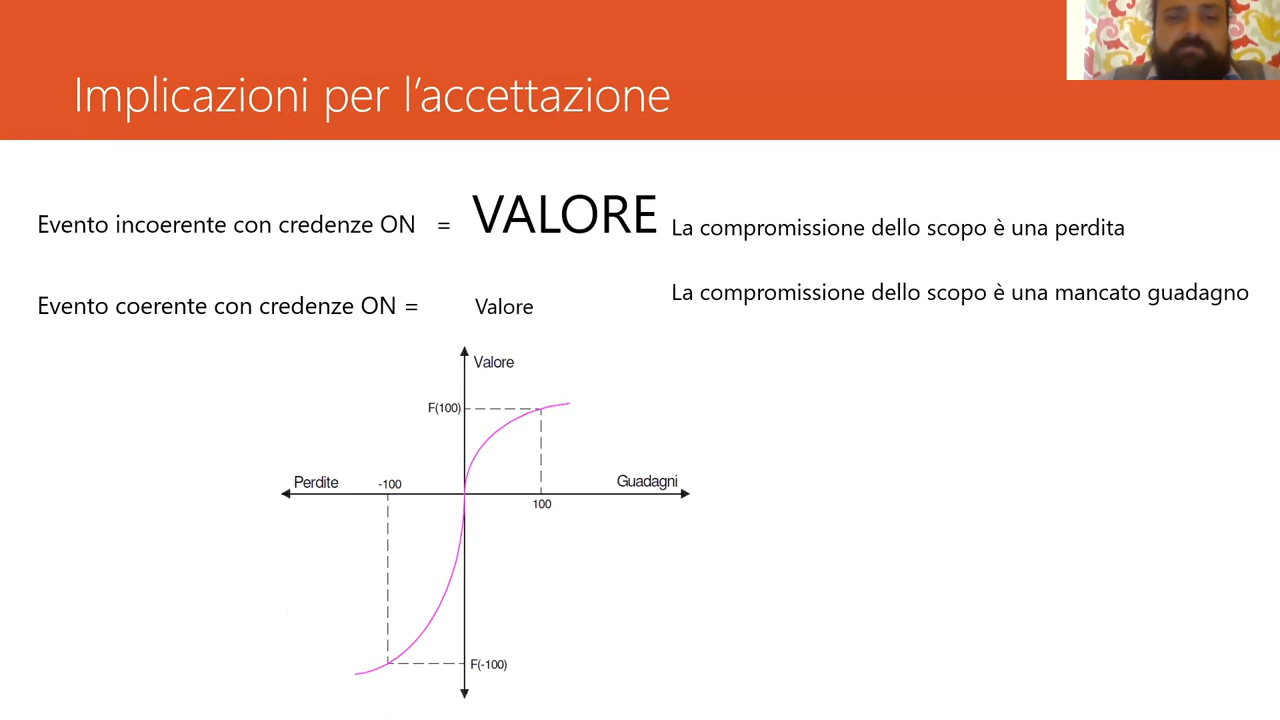 Implicazioni per l’accettazione
Evento incoerente con credenze ON = VALORE La compromissione dello scopo è una perdita
Evento coerente con credenze ON = Valore La compromissione dello scopo è una mancato guadagno
Valore
F(100)
Perdite -100 Guadagni
100
F(-100)